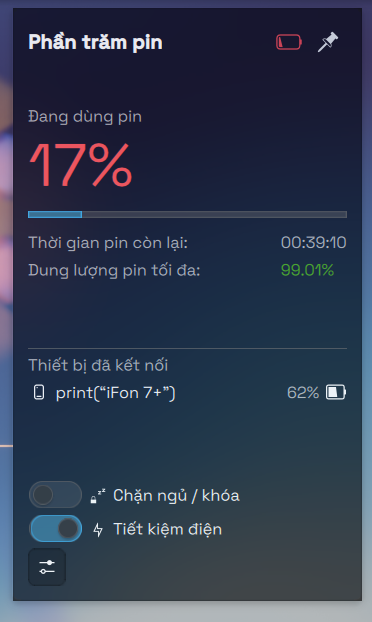 Phần trăm pin
Đang dùng pin
17%
Thời gian pin còn lại: 00:39:10
Dung lượng pin tối đa: 99.01%
Thiết bị đã kết nối
print(“iFon 7+”) 62%
Chặn ngủ / khóa
Tiết kiệm điện